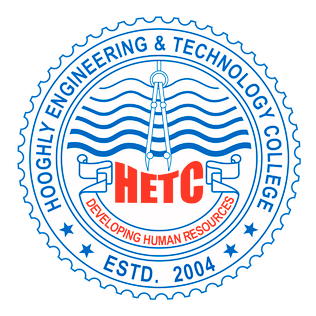 HOOGHLY ENGINEERING & TECHNOLOGY COLLEGE
HETC
DEVELOPING HUMAN RESOURCES
ESTD. 2004